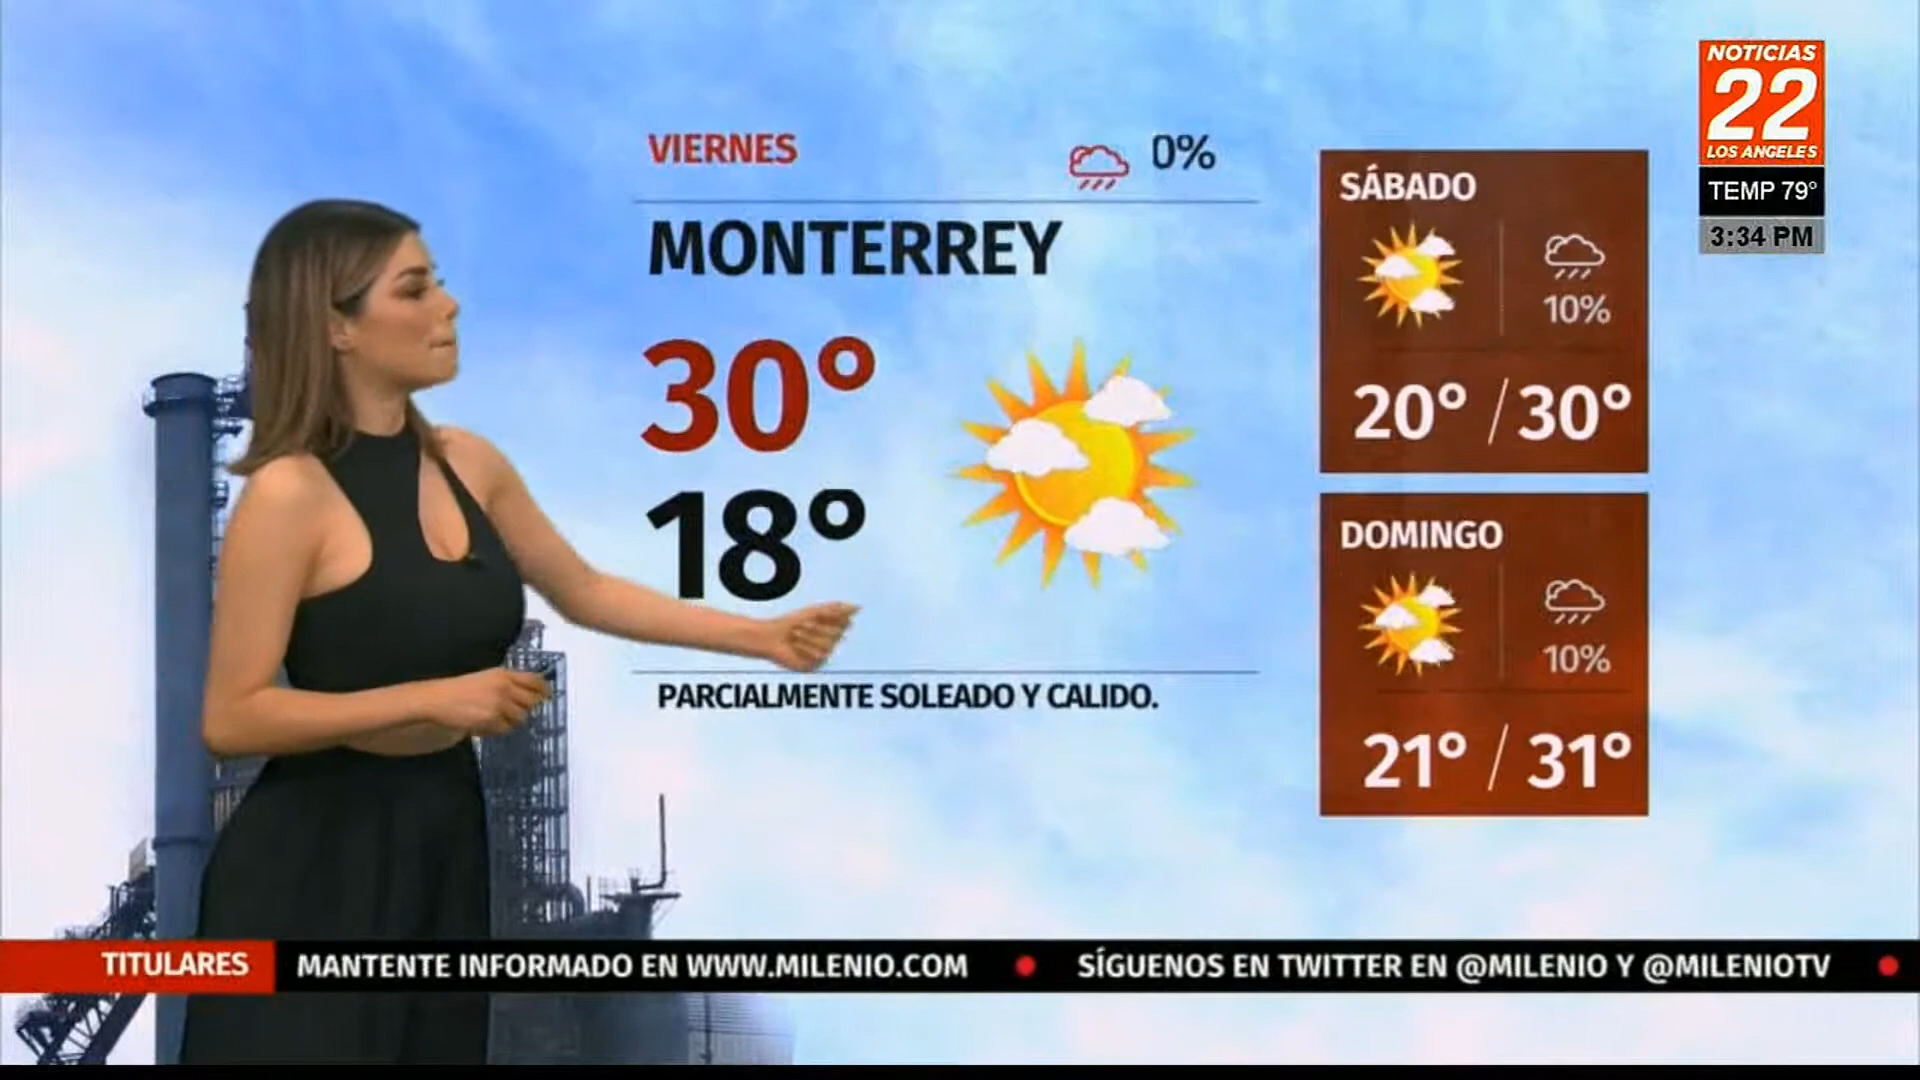 NOTICIAS
22
LOS ANGELES
TEMP 79°
3:34 PM
VIERNES
0%
MONTERREY
30°
18°
PARCIALMENTE SOLEADO Y CALIDO.
SÁBADO
10%
20° / 30°
DOMINGO
10%
21° / 31°
TITULARES
MANTENTE INFORMADO EN WWW.MILENIO.COM
SÍGUENOS EN TWITTER EN @MILENIO Y @MILENIOTV